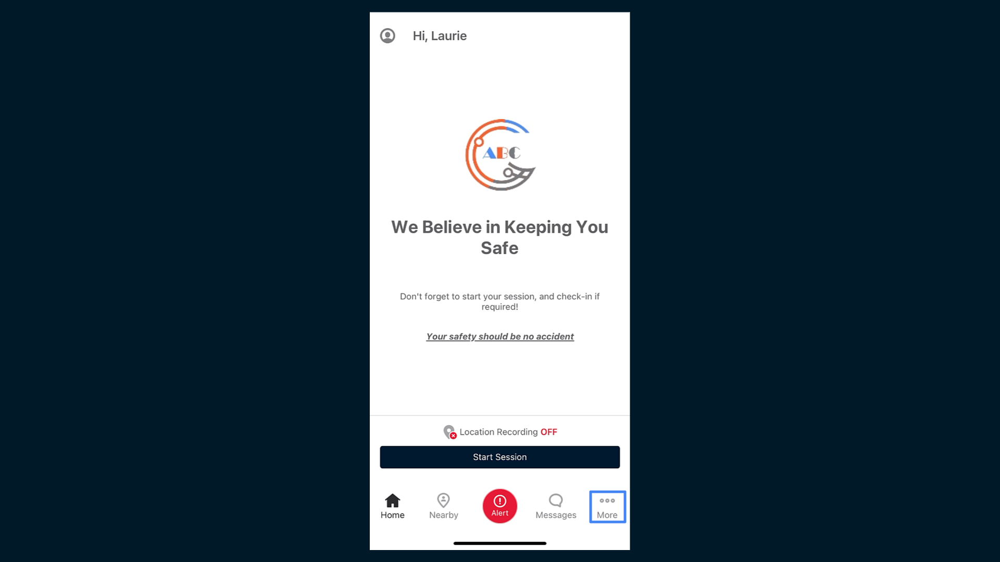 Hi, Laurie
ABC
We Believe in Keeping You
Safe
Don't forget to start your session, and check-in if
required!
Your safety should be no accident
Location Recording OFF
Start Session
Home
Nearby
Alert
Messages
More